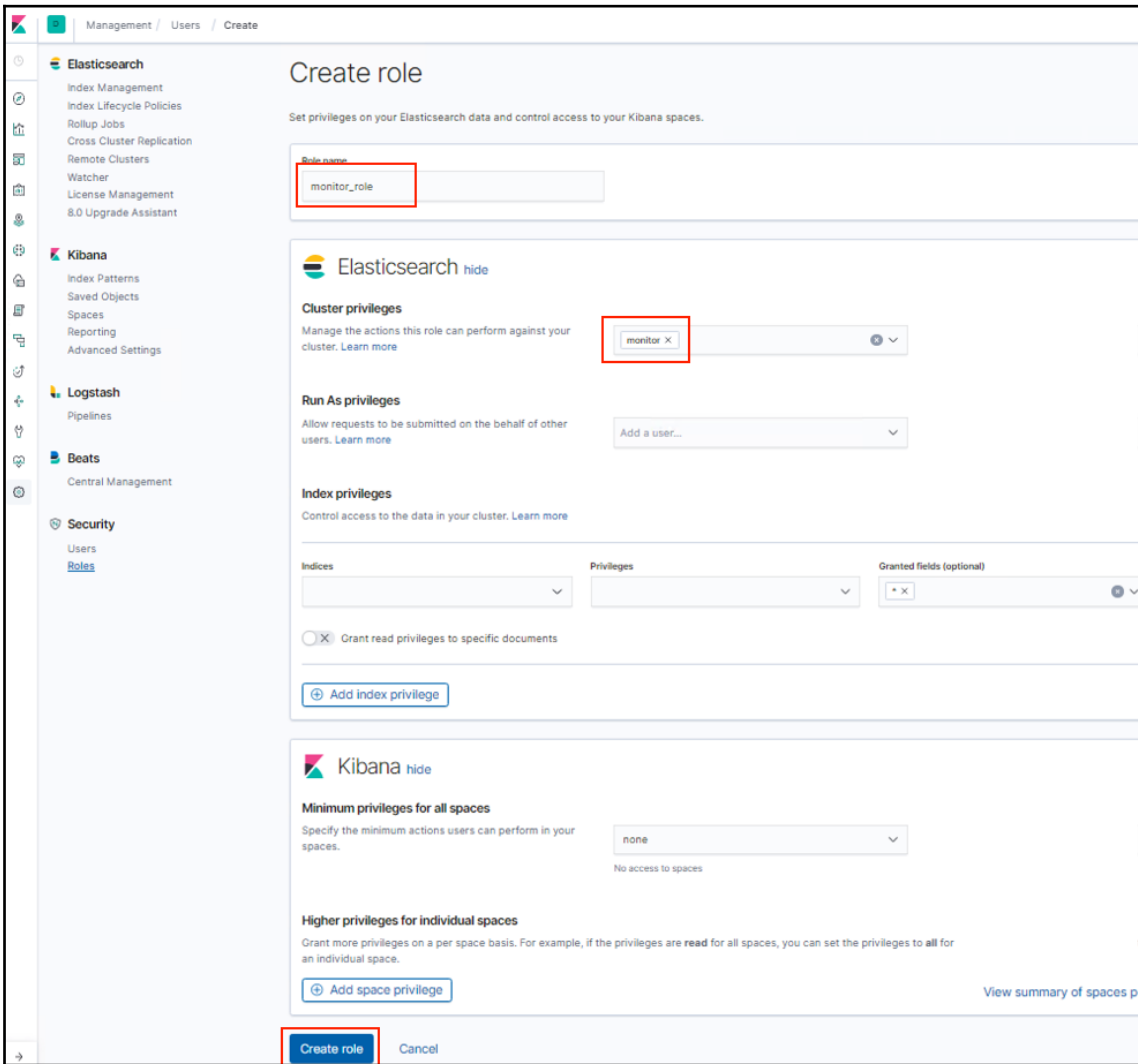 Management / Users / Create
Elasticsearch
Index Management
Index Lifecycle Policies
Rollup Jobs
Cross Cluster Replication
Remote Clusters
Watcher
License Management
8.0 Upgrade Assistant
Kibana
Index Patterns
Saved Objects
Spaces
Reporting
Advanced Settings
Logstash
Pipelines
Beats
Central Management
Security
Users
Roles
Create role
Set privileges on your Elasticsearch data and control access to your Kibana spaces.
Role name
monitor_role
Elasticsearch hide
Cluster privileges
Manage the actions this role can perform against your
cluster. Learn more
monitor ×
Run As privileges
Allow requests to be submitted on the behalf of other
users. Learn more
Add a user...
Index privileges
Control access to the data in your cluster. Learn more
Indices Privileges Granted fields (optional)
* ×
Grant read privileges to specific documents
Add index privilege
Kibana hide
Minimum privileges for all spaces
Specify the minimum actions users can perform in your
spaces.
none
No access to spaces
Higher privileges for individual spaces
Grant more privileges on a per space basis. For example, if the privileges are read for all spaces, you can set the privileges to all for
an individual space.
Add space privilege
View summary of spaces p
Create role Cancel